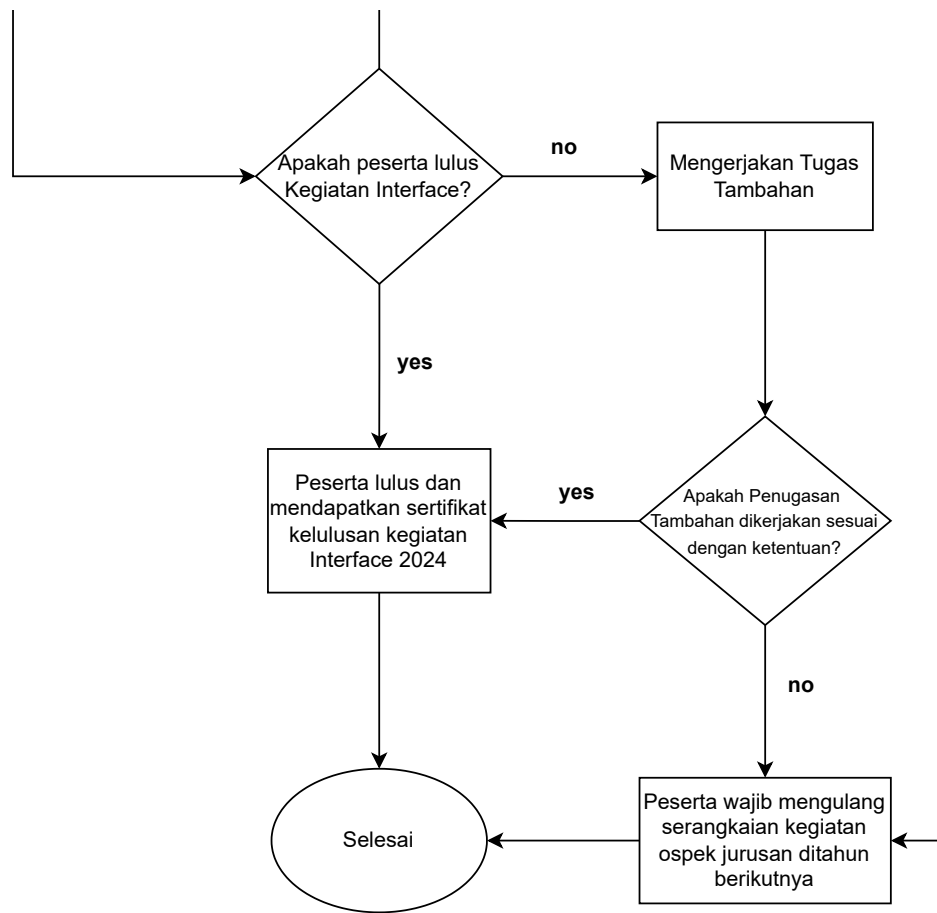 Apakah peserta lulus
Kegiatan Interface?
no
Mengerjakan Tugas
Tambahan
yes
Peserta lulus dan
mendapatkan sertifikat
kelulusan kegiatan
Interface 2024
yes
Apakah Penugasan
Tambahan dikerjakan sesuai
dengan ketentuan?
no
Selesai
Peserta wajib mengulang
serangkaian kegiatan
ospek jurusan ditahun
berikutnya